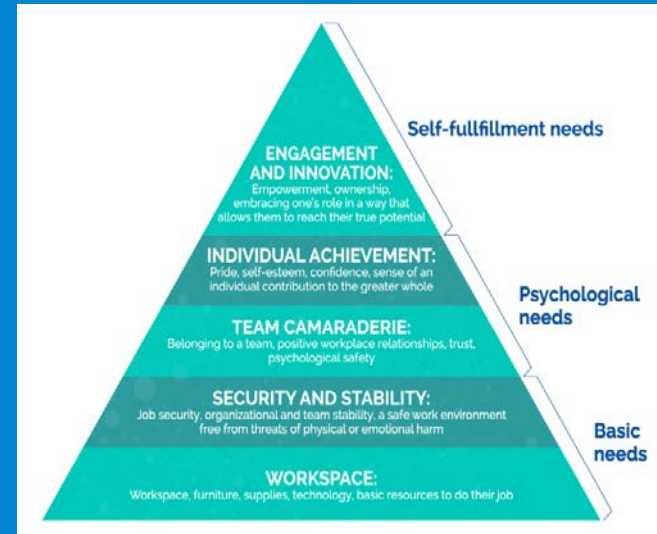 Self-fullfillment needs
ENGAGEMENT
AND INNOVATION:
Empowerment, ownership,
embracing one's role in a way that
allows them to reach their true potential
INDIVIDUAL ACHIEVEMENT:
Pride, self-esteem, confidence, sense of an
individual contribution to the greater whole
Psychological
needs
TEAM CAMARADERIE:
Belonging to a team, positive workplace relationships, trust,
psychological safety
SECURITY AND STABILITY:
Job security, organizational and team stability, a safe work environment
free from threats of physical or emotional harm
Basic
needs
WORKSPACE:
Workspace, furniture, supplies, technology, basic resources to do their job